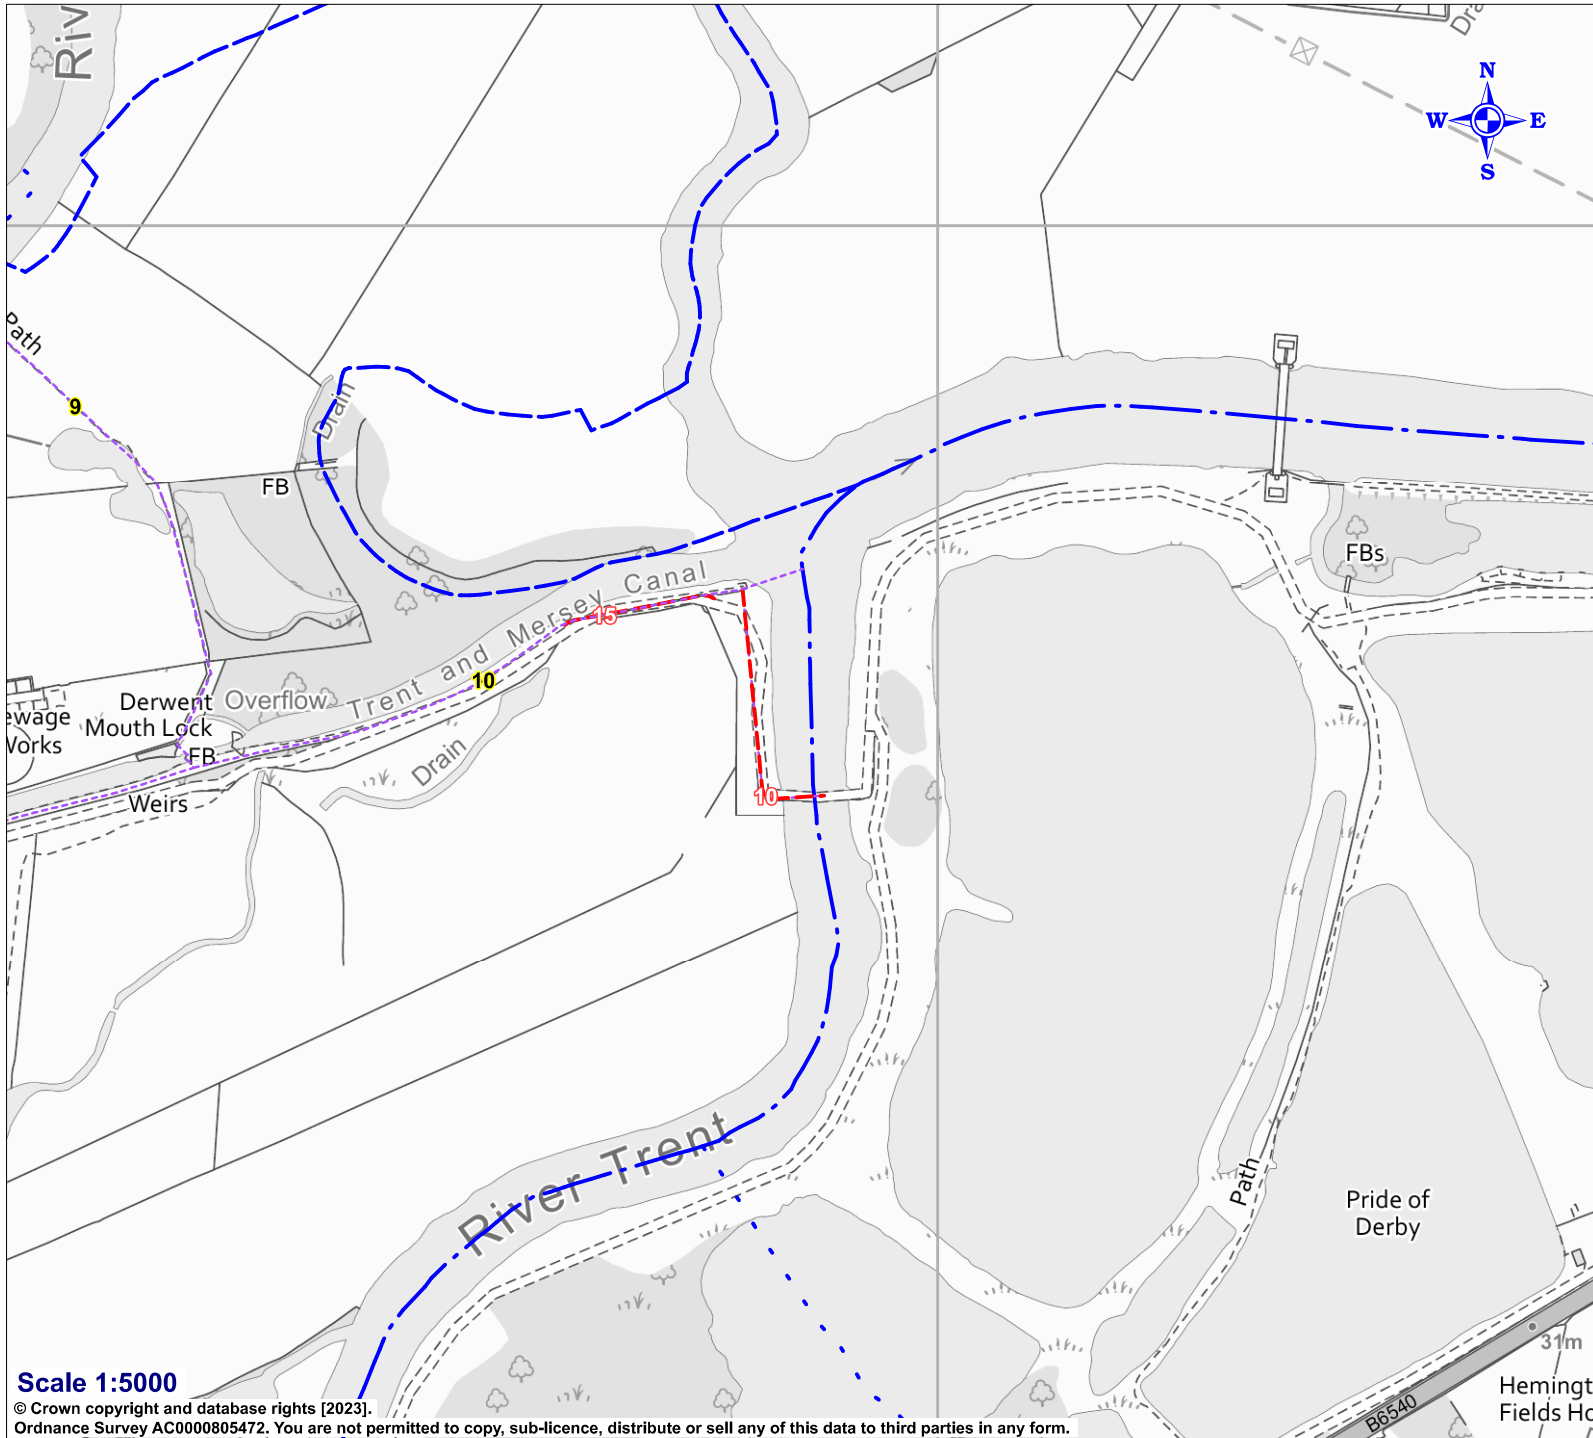 Riv
Dra
N
W E
S
Path
9
Drain
FB
FBs
Trent and Mersey Canal
15
10
Derwent
Mouth Lock
Overflow
ewage
Works
FB
Weirs
Drain
10
River Trent
Path
Pride of
Derby
31m
Hemingt
Fields Ho
B6540
Scale 1:5000
© Crown copyright and database rights [2023].
Ordnance Survey AC0000805472. You are not permitted to copy, sub-licence, distribute or sell any of this data to third parties in any form.